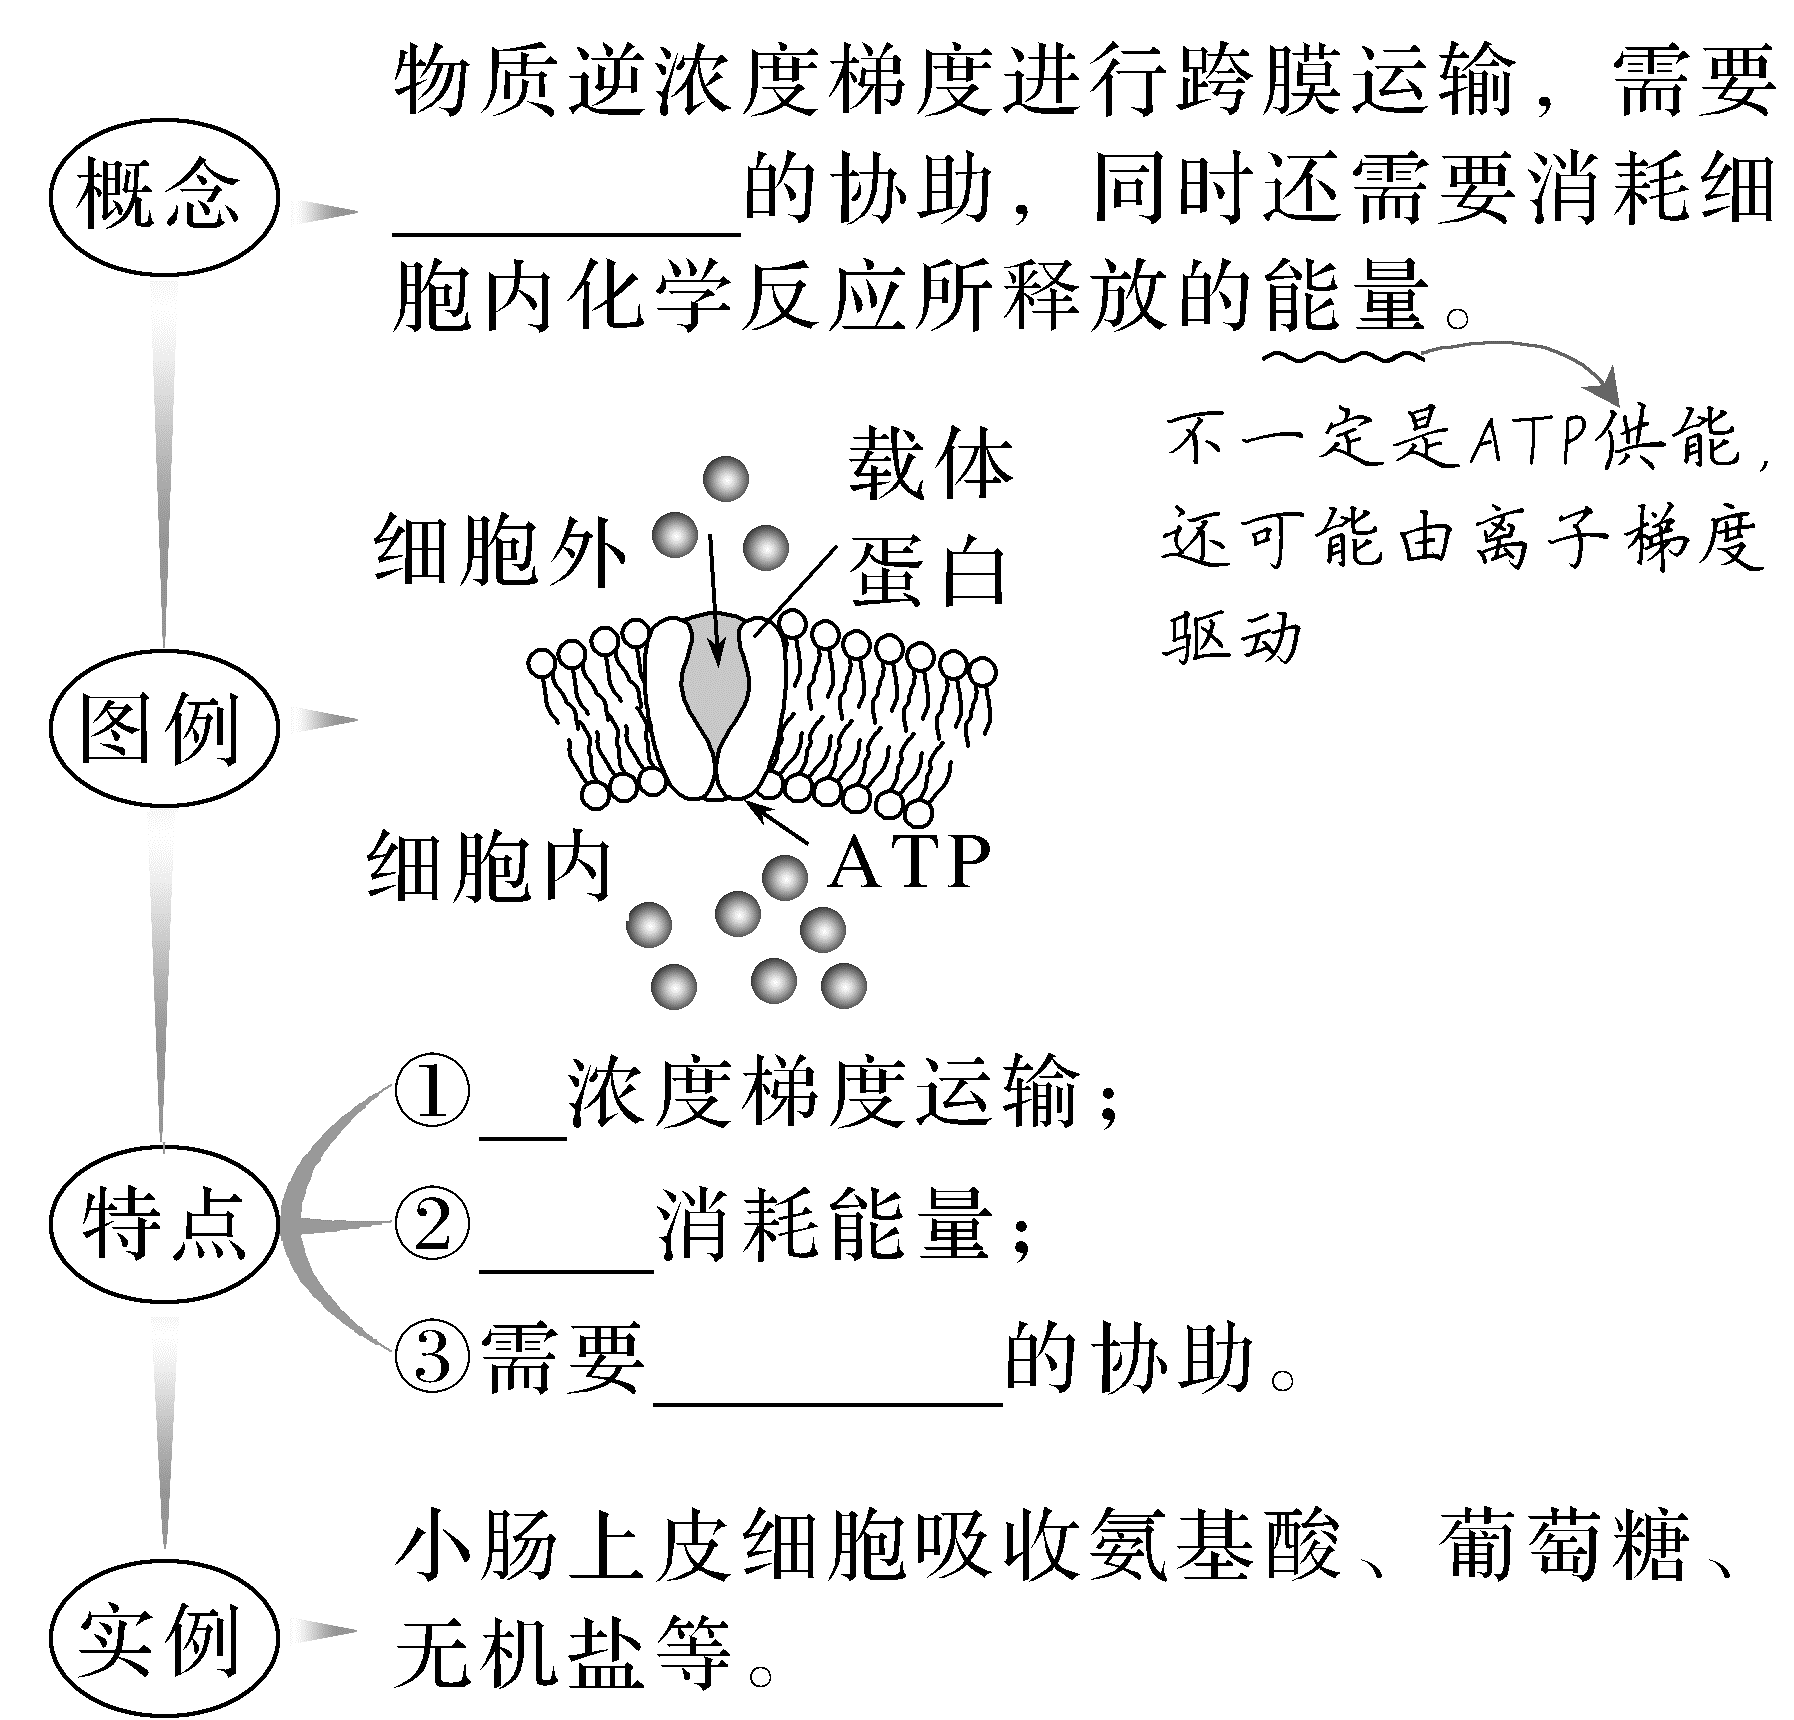 物质逆浓度梯度进行跨膜运输，需要
概念
________的协助，同时还需要消耗细
胞内化学反应所释放的能量。
不一定是ATP供能，
还可能由离子梯度
驱动
载体
蛋白
细胞外
图例
细胞内
ATP
①__浓度梯度运输；
特点
②____消耗能量；
③需要________的协助。
小肠上皮细胞吸收氨基酸、葡萄糖、
实例
无机盐等。